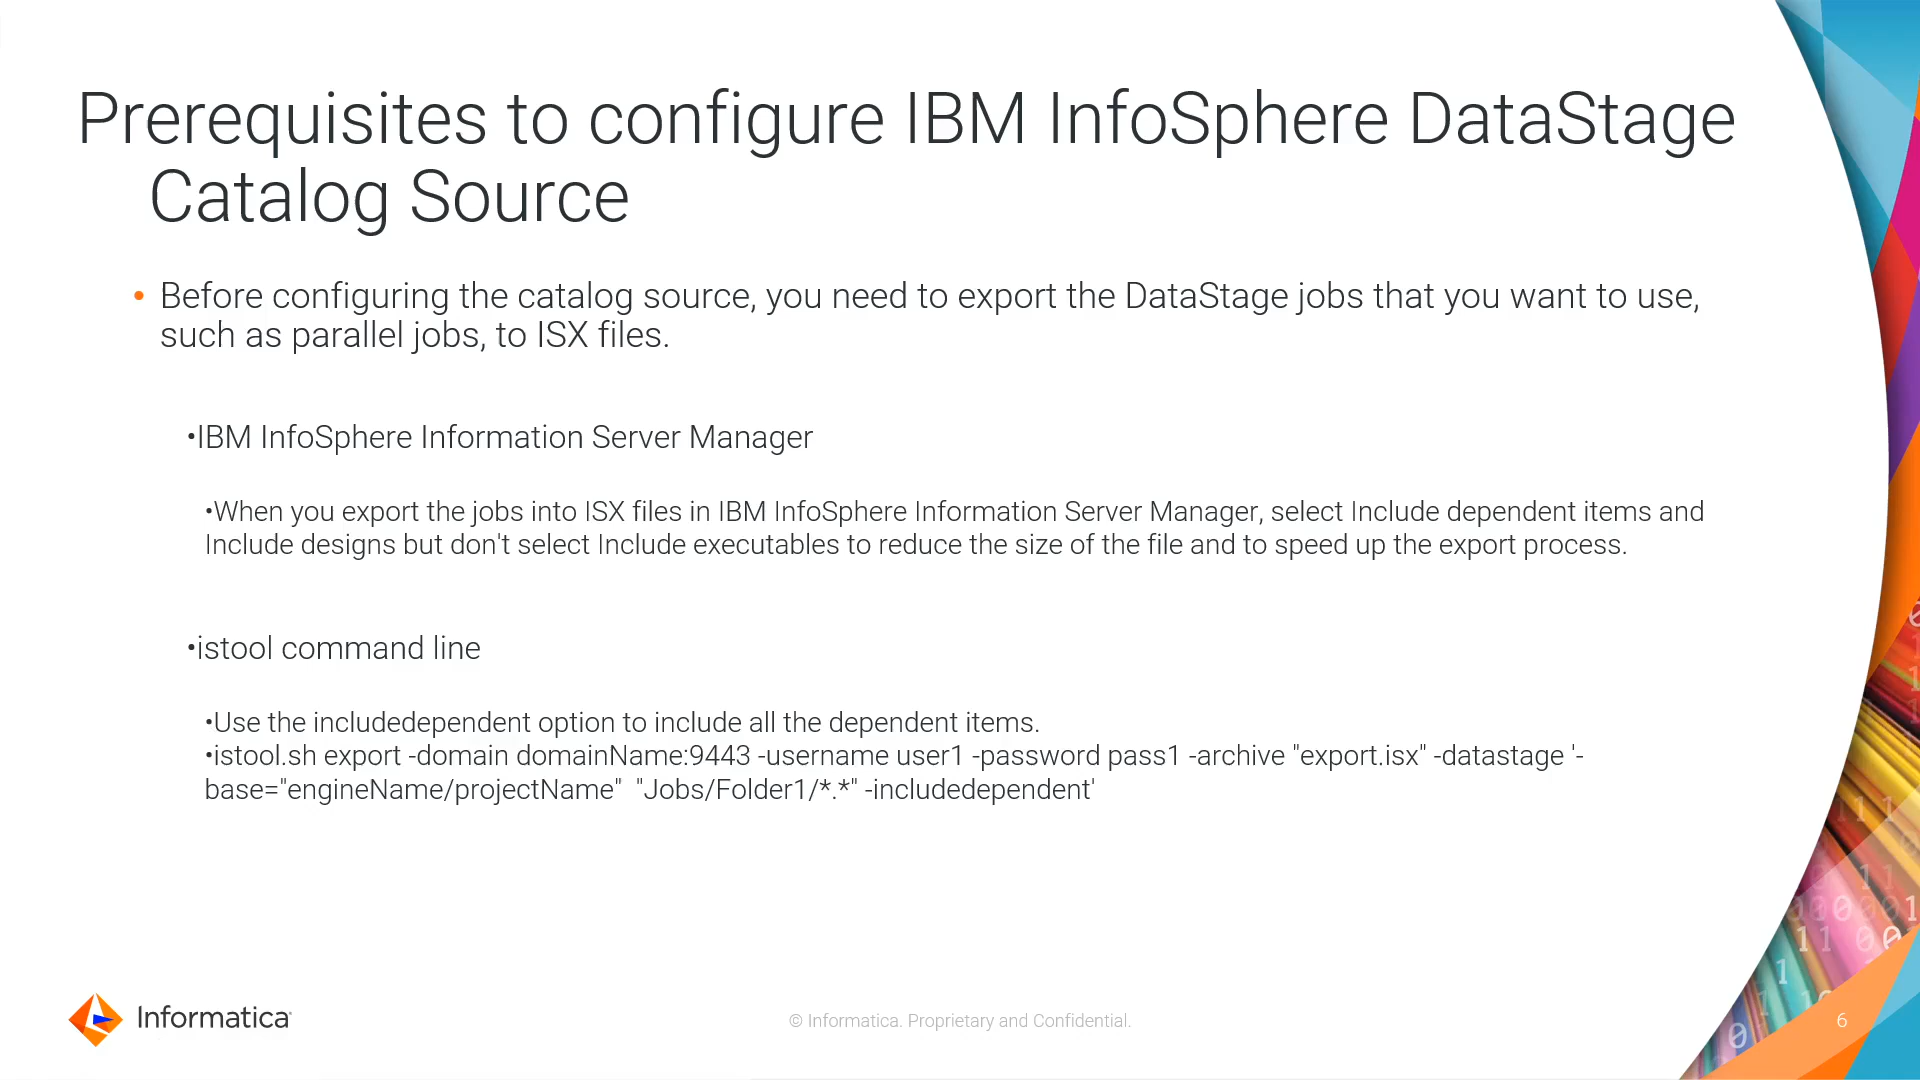 Prerequisites to configure IBM InfoSphere DataStage
Catalog Source
• Before configuring the catalog source, you need to export the DataStage jobs that you want to use,
such as parallel jobs, to ISX files.
•IBM InfoSphere Information Server Manager
•When you export the jobs into ISX files in IBM InfoSphere Information Server Manager, select Include dependent items and
Include designs but don't select Include executables to reduce the size of the file and to speed up the export process.
•istool command line
•Use the includedependent option to include all the dependent items.
•istool.sh export -domain domainName:9443 -username user1 -password pass1 -archive "export.isx" -datastage '-
base="engineName/projectName"  "Jobs/Folder1/*.*" -includedependent'
Informatica
© Informatica. Proprietary and Confidential.
6